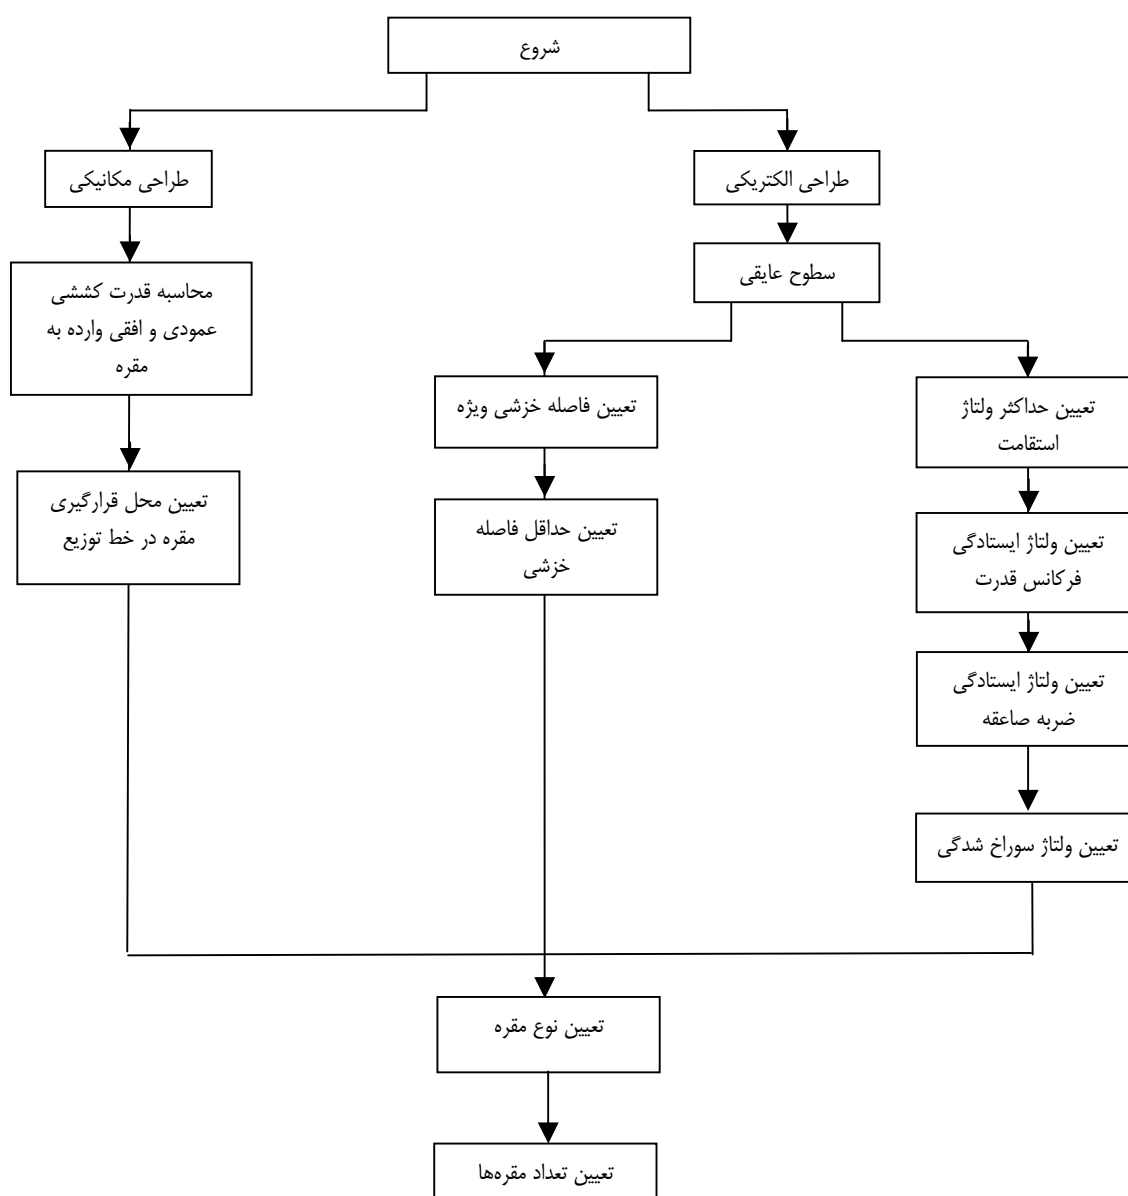 شروع
طراحی مکانیکی
طراحی الکتریکی
سطوح عایقی
محاسبه قدرت کششی
عمودی و افقی وارده به
مقره
تعیین محل قرارگیری
مقره در خط توزیع
تعیین فاصله خزشی ویژه
تعیین حداقل فاصله
خزشی
تعیین حداکثر ولتاژ
استقامت
تعیین ولتاژ ایستادگی
فرکانس قدرت
تعیین ولتاژ ایستادگی
ضربه صاعقه
تعیین ولتاژ سوراخ شدگی
تعیین نوع مقره
تعیین تعداد مقره‌ها